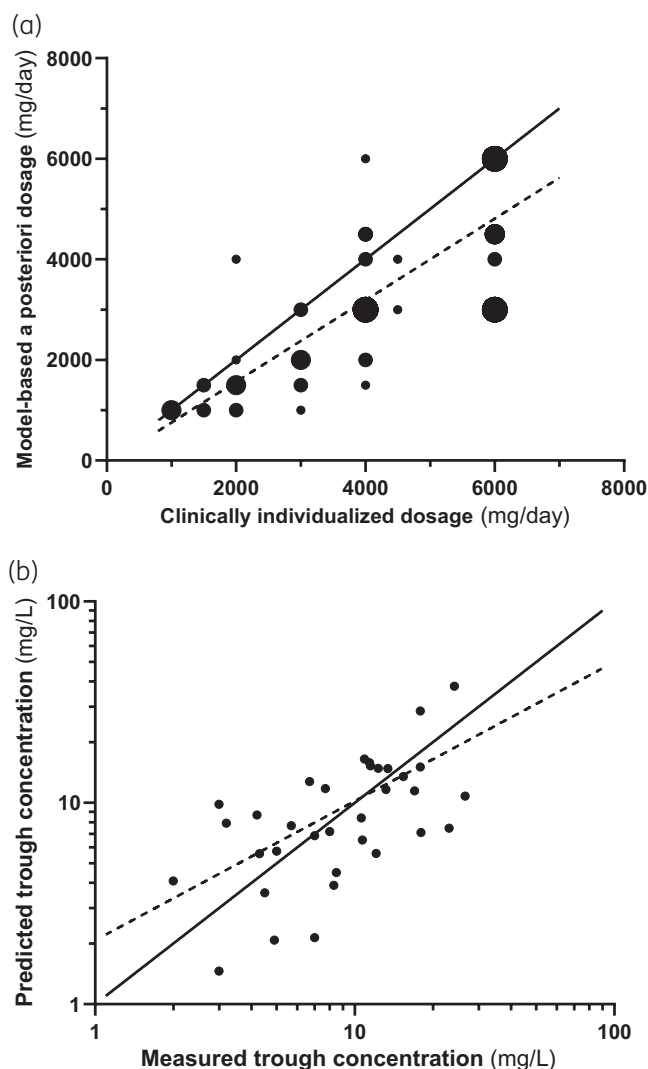 (a)
8000
6000
4000
2000
0
Model-based a posteriori dosage (mg/day)
0 2000 4000 6000 8000
Clinically individualized dosage (mg/day)
(b)
100
10
1
Predicted trough concentration (mg/L)
1 10 100
Measured trough concentration (mg/L)